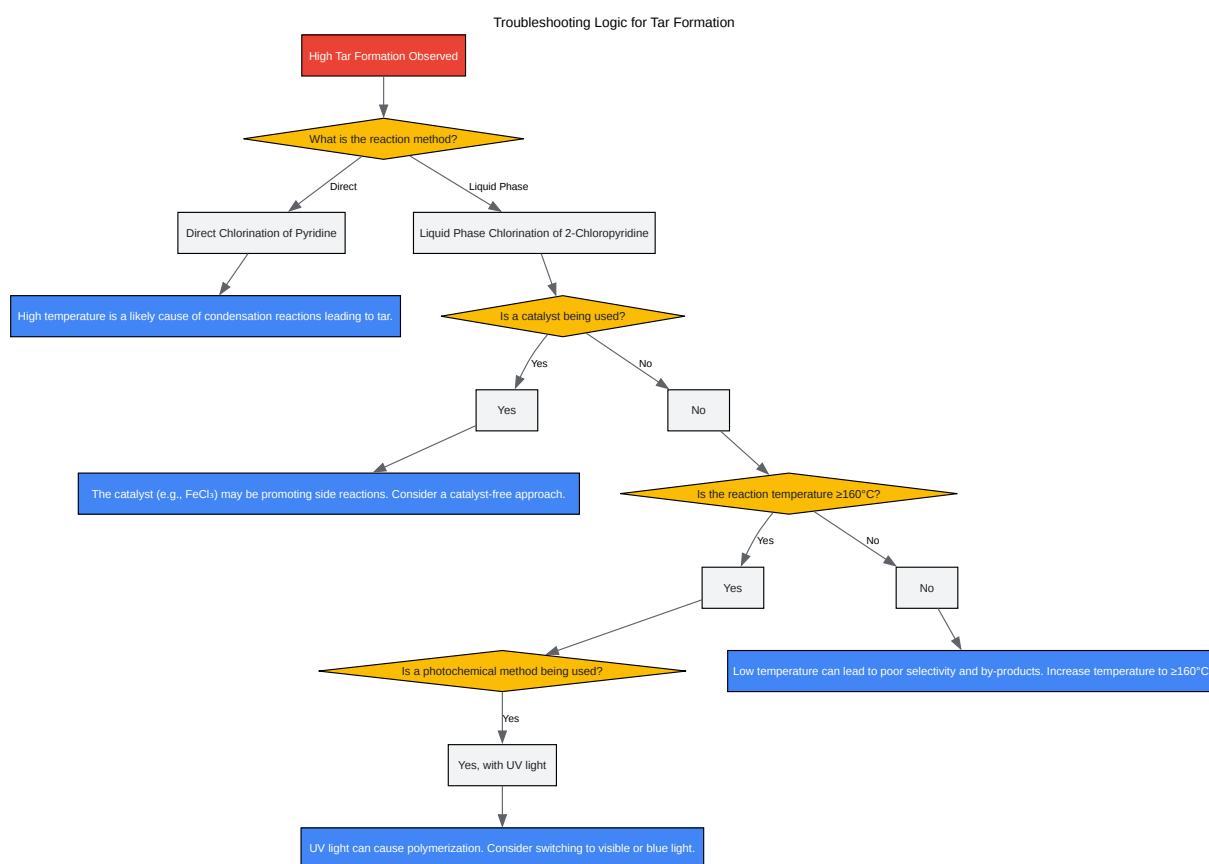 Troubleshooting Logic for Tar Formation
High Tar Formation Observed
What is the reaction method?
Direct
Liquid Phase
Direct Chlorination of Pyridine
Liquid Phase Chlorination of 2-Chloropyridine
High temperature is a likely cause of condensation reactions leading to tar.
Is a catalyst being used?
Yes
No
Yes
No
The catalyst (e.g., FeCl₃) may be promoting side reactions. Consider a catalyst-free approach.
Is the reaction temperature ≥160°C?
Yes
No
Yes
No
Is a photochemical method being used?
Low temperature can lead to poor selectivity and by-products. Increase temperature to ≥160°C
Yes
Yes, with UV light
UV light can cause polymerization. Consider switching to visible or blue light.